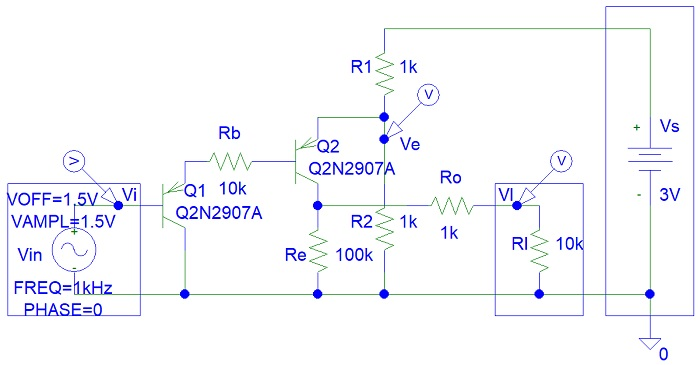 R1 1k
V
Vs
+
Rb
Q2
Ve
Q2N2907A
V
V
VOFF=1.5V
Vi
Q1
10k
-
3V
VAMPL=1.5V
Q2N2907A
Ro
Vl
+
Vin
-
R2
1k
1k
Rl
10k
Re
100k
FREQ=1kHz
PHASE=0
0